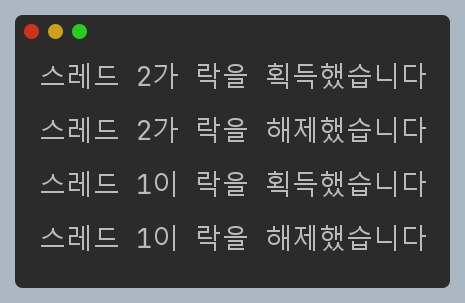 스레드 2가 락을 획득했습니다
스레드 2가 락을 해제했습니다
스레드 1이 락을 획득했습니다
스레드 1이 락을 해제했습니다